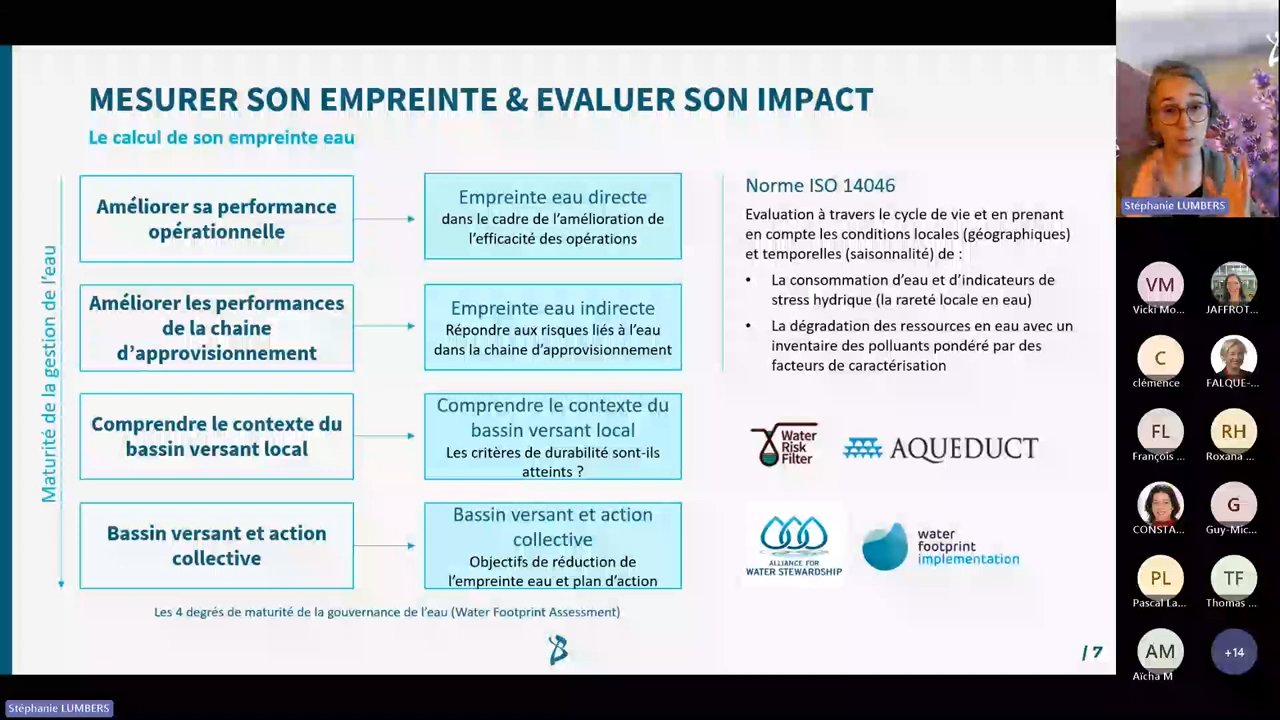 MESURER SON EMPREINTE & EVALUER SON IMPACT
Le calcul de son empreinte eau
Maturité de la gestion de l'eau
Améliorer sa performance
opérationnelle
Empreinte eau directe
dans le cadre de l'amélioration de
l'efficacité des opérations
Améliorer les performances
de la chaine
d'approvisionnement
Empreinte eau indirecte
Répondre aux risques liés à l'eau
dans la chaine d'approvisionnement
Comprendre le contexte du
bassin versant local
Comprendre le contexte du
bassin versant local
Les critères de durabilité sont-ils
atteints ?
Bassin versant et action
collective
Bassin versant et action
collective
Objectifs de réduction de
l'empreinte eau et plan d'action
Les 4 degrés de maturité de la gouvernance de l'eau (Water Footprint Assessment)
Norme ISO 14046
Evaluation à travers le cycle de vie et en prenant
en compte les conditions locales (géographiques)
et temporelles (saisonnalité) de :
• La consommation d'eau et d'indicateurs de
stress hydrique (la rareté locale en eau)
• La dégradation des ressources en eau avec un
inventaire des polluants pondéré par des
facteurs de caractérisation
Water
Risk
Filter
AQUEDUCT
ALLIANCE FOR
WATER STEWARDSHIP
water
footprint
implementation
/ 7
Stéphanie LUMBERS
VM
Vicki Mo...
JAFFROT...
C
clémence
FALQUE-...
FL
François ...
RH
Roxana ...
CONSTA...
G
Guy-Mic...
PL
Pascal La...
TF
Thomas ...
AM
Aïcha M
+14
Stéphanie LUMBERS